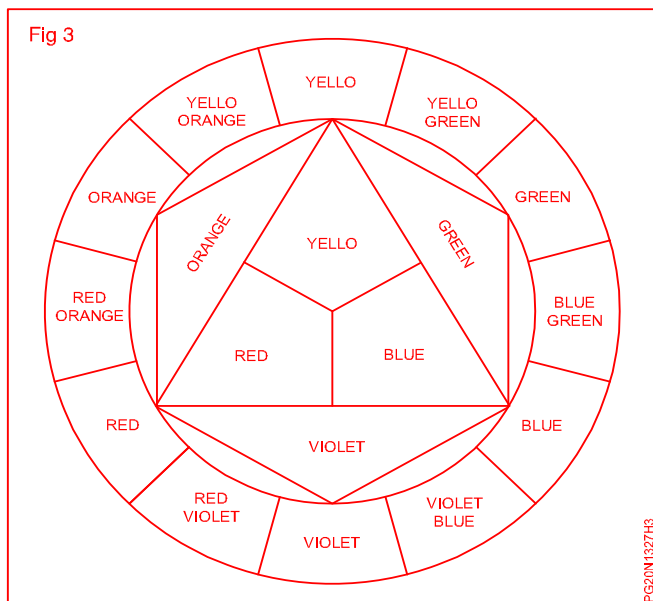 Fig 3
YELLO
YELLO
GREEN
GREEN
BLUE
GREEN
BLUE
VIOLET
BLUE
VIOLET
RED
VIOLET
RED
RED
ORANGE
ORANGE
YELLO
ORANGE
ORANGE
YELLO
GREEN
RED
BLUE
VIOLET
PG20N1327H3